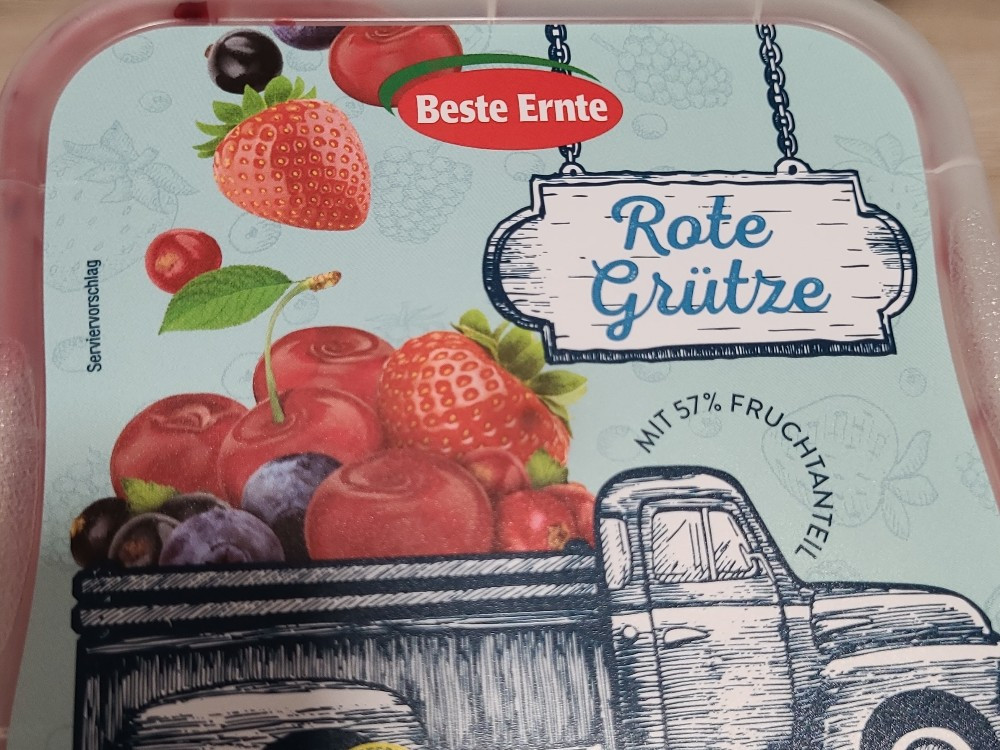 Beste Ernte
Rote
Grütze
Serviervorschlag
MIT 57% FRUCHTANTEIL